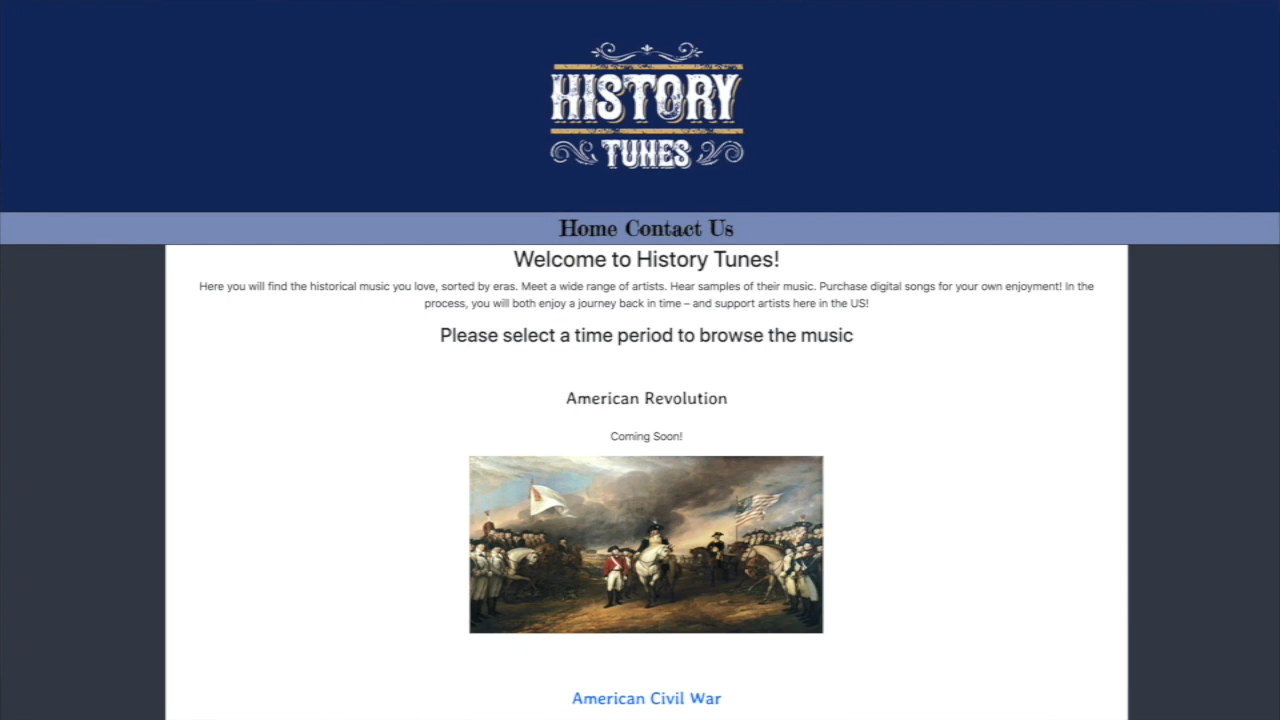 HISTORY
TUNES
Home Contact Us
Welcome to History Tunes!
Here you will find the historical music you love, sorted by eras. Meet a wide range of artists. Hear samples of their music. Purchase digital songs for your own enjoyment! In the
process, you will both enjoy a journey back in time – and support artists here in the US!
Please select a time period to browse the music
American Revolution
Coming Soon!
American Civil War